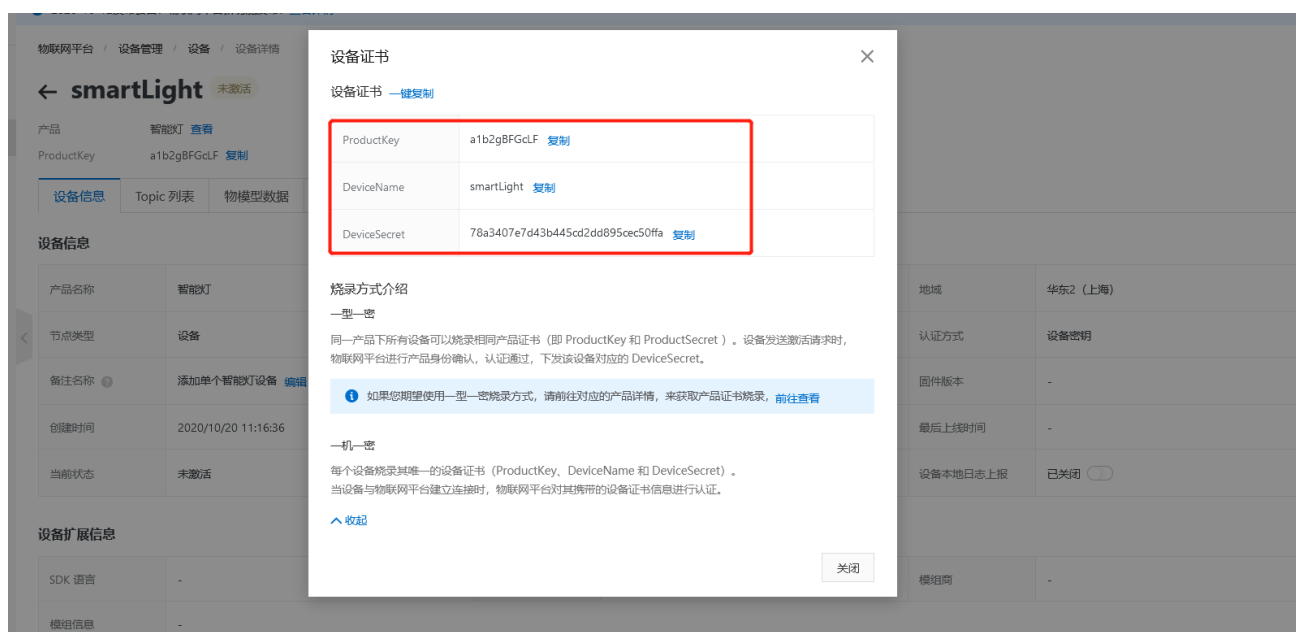 物联网平台 / 设备管理 / 设备 / 设备详情
← smartLight 未激活
产品 智能灯 查看
ProductKey a1b2gBFGcLF 复制
设备信息 Topic 列表 物模型数据
设备信息
产品名称 智能灯 地域 华东2（上海）
节点类型 设备 认证方式 设备密钥
备注名称 添加单个智能灯设备 编辑 固件版本 -
创建时间 2020/10/20 11:16:36 最后上线时间 -
当前状态 未激活 设备本地日志上报 已关闭
设备扩展信息
SDK 语言 - 模组商 -
模组信息 -
设备证书
设备证书 一键复制
ProductKey a1b2gBFGcLF 复制
DeviceName smartLight 复制
DeviceSecret 78a3407e7d43b445cd2dd895cec50ffa 复制
烧录方式介绍
一型一密
同一产品下所有设备可以烧录相同产品证书（即 ProductKey 和 ProductSecret ）。设备发送激活请求时，
物联网平台进行产品身份确认，认证通过，下发该设备对应的 DeviceSecret。
如果您期望使用一型一密烧录方式，请前往对应的产品详情，来获取产品证书烧录，前往查看
一机一密
每个设备烧录其唯一的设备证书（ProductKey、DeviceName 和 DeviceSecret）。
当设备与物联网平台建立连接时，物联网平台对其携带的设备证书信息进行认证。
收起
关闭